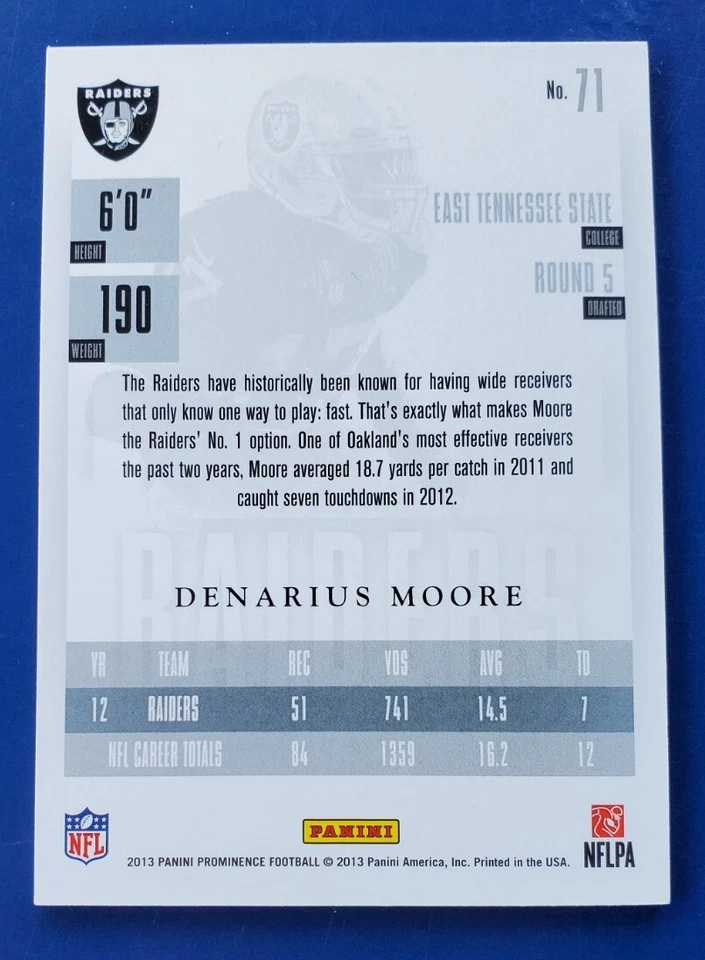 RAIDERS
No. 71
6'0"
HEIGHT
EAST TENNESSEE STATE
COLLEGE
190
WEIGHT
ROUND 5
DRAFTED
The Raiders have historically been known for having wide receivers
that only know one way to play: fast. That's exactly what makes Moore
the Raiders' No. 1 option. One of Oakland's most effective receivers
the past two years, Moore averaged 18.7 yards per catch in 2011 and
caught seven touchdowns in 2012.
RAIDERS
DENARIUS MOORE
YR TEAM REC YDS AVG TD
12 RAIDERS 51 741 14.5 7
NFL CAREER TOTALS 84 1359 16.2 12
NFL
PANINI
NFLPA
2013 PANINI PROMINENCE FOOTBALL © 2013 Panini America, Inc. Printed in the USA.